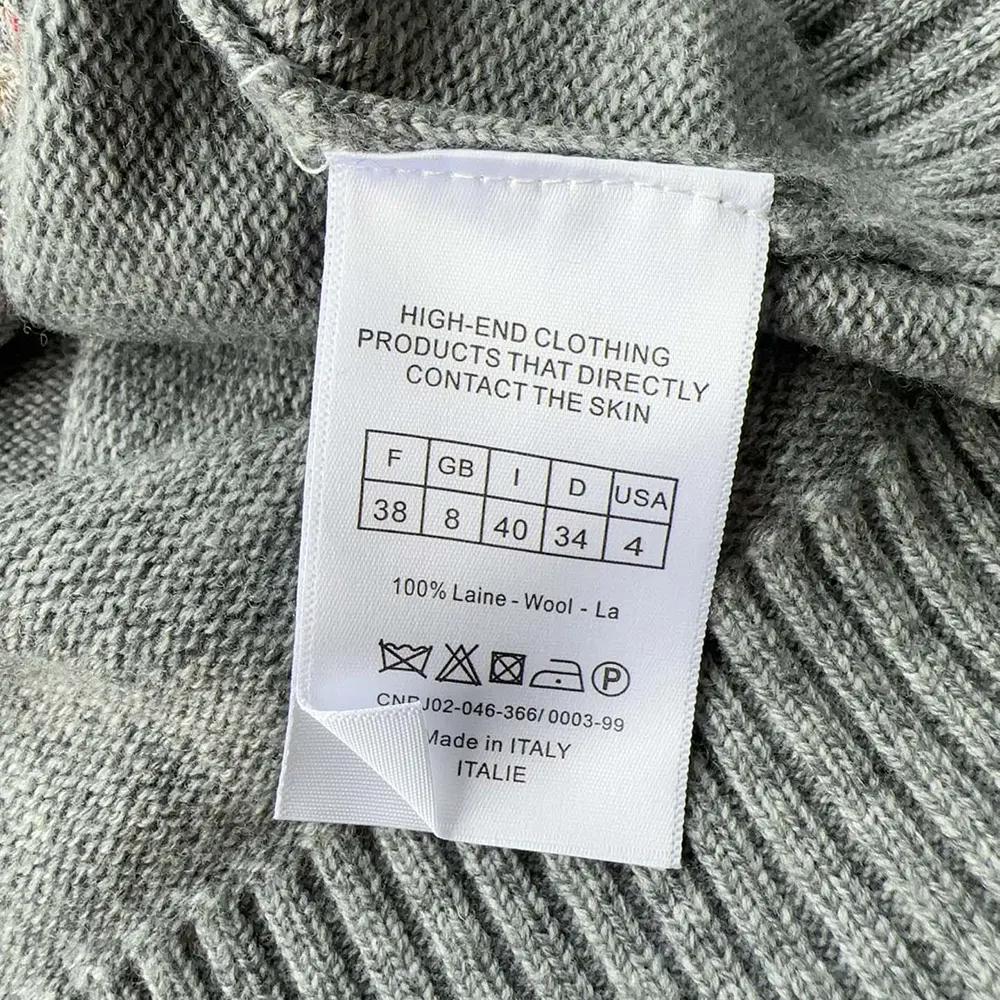 HIGH-END CLOTHING
PRODUCTS THAT DIRECTLY
CONTACT THE SKIN
F GB I D USA
38 8 40 34 4
100% Laine - Wool - La
P
CNPJ02-046-366/0003-99
Made in ITALY
ITALIE